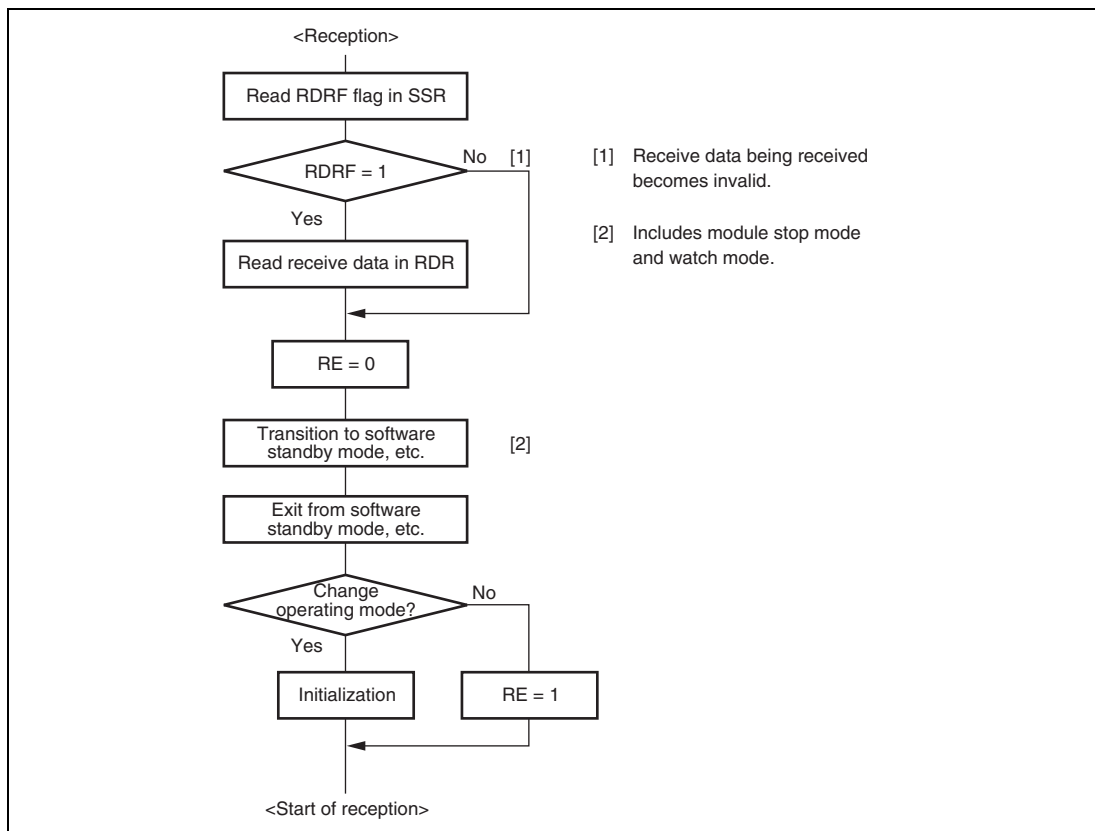 <Reception>
Read RDRF flag in SSR
RDRF = 1
No [1]
Yes
Read receive data in RDR
RE = 0
Transition to software
standby mode, etc.
[2]
Exit from software
standby mode, etc.
Change
operating mode?
No
Yes
Initialization
RE = 1
<Start of reception>
[1] Receive data being received
becomes invalid.
[2] Includes module stop mode
and watch mode.